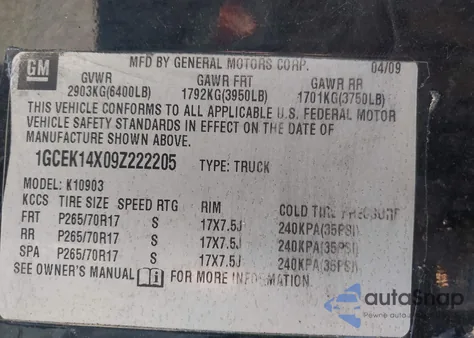 GM
MFD BY GENERAL MOTORS CORP. 04/09
GVWR GAWR FRT GAWR RR
2903KG(6400LB) 1792KG(3950LB) 1701KG(3750LB)
THIS VEHICLE CONFORMS TO ALL APPLICABLE U.S. FEDERAL MOTOR
VEHICLE SAFETY STANDARDS IN EFFECT ON THE DATE OF
MANUFACTURE SHOWN ABOVE.
1GCEK14X09Z222205 TYPE: TRUCK
MODEL: K10903
KCCS TIRE SIZE SPEED RTG RIM COLD TIRE PRESSURE
FRT P265/70R17 S 17X7.5J 240KPA(35PSI)
RR P265/70R17 S 17X7.5J 240KPA(35PSI)
SPA P265/70R17 S 17X7.5J 240KPA(35PSI)
SEE OWNER'S MANUAL FOR MORE INFORMATION.
autoSnap
Pewne auto